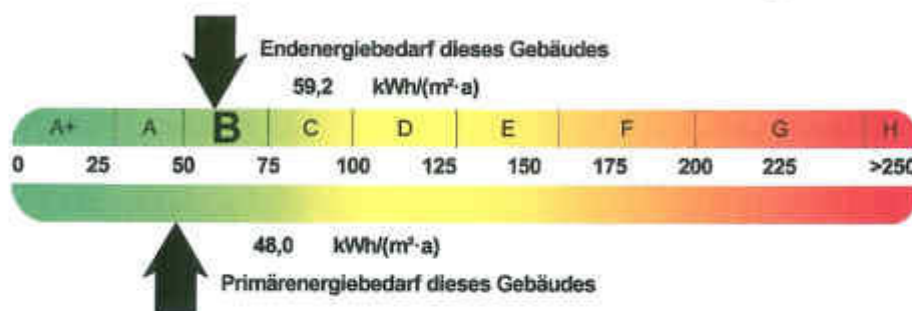 Endenergiebedarf dieses Gebäudes
59,2 kWh/(m²·a)
A+ A B C D E F G H
0 25 50 75 100 125 150 175 200 225 >250
48,0 kWh/(m²·a)
Primärenergiebedarf dieses Gebäudes